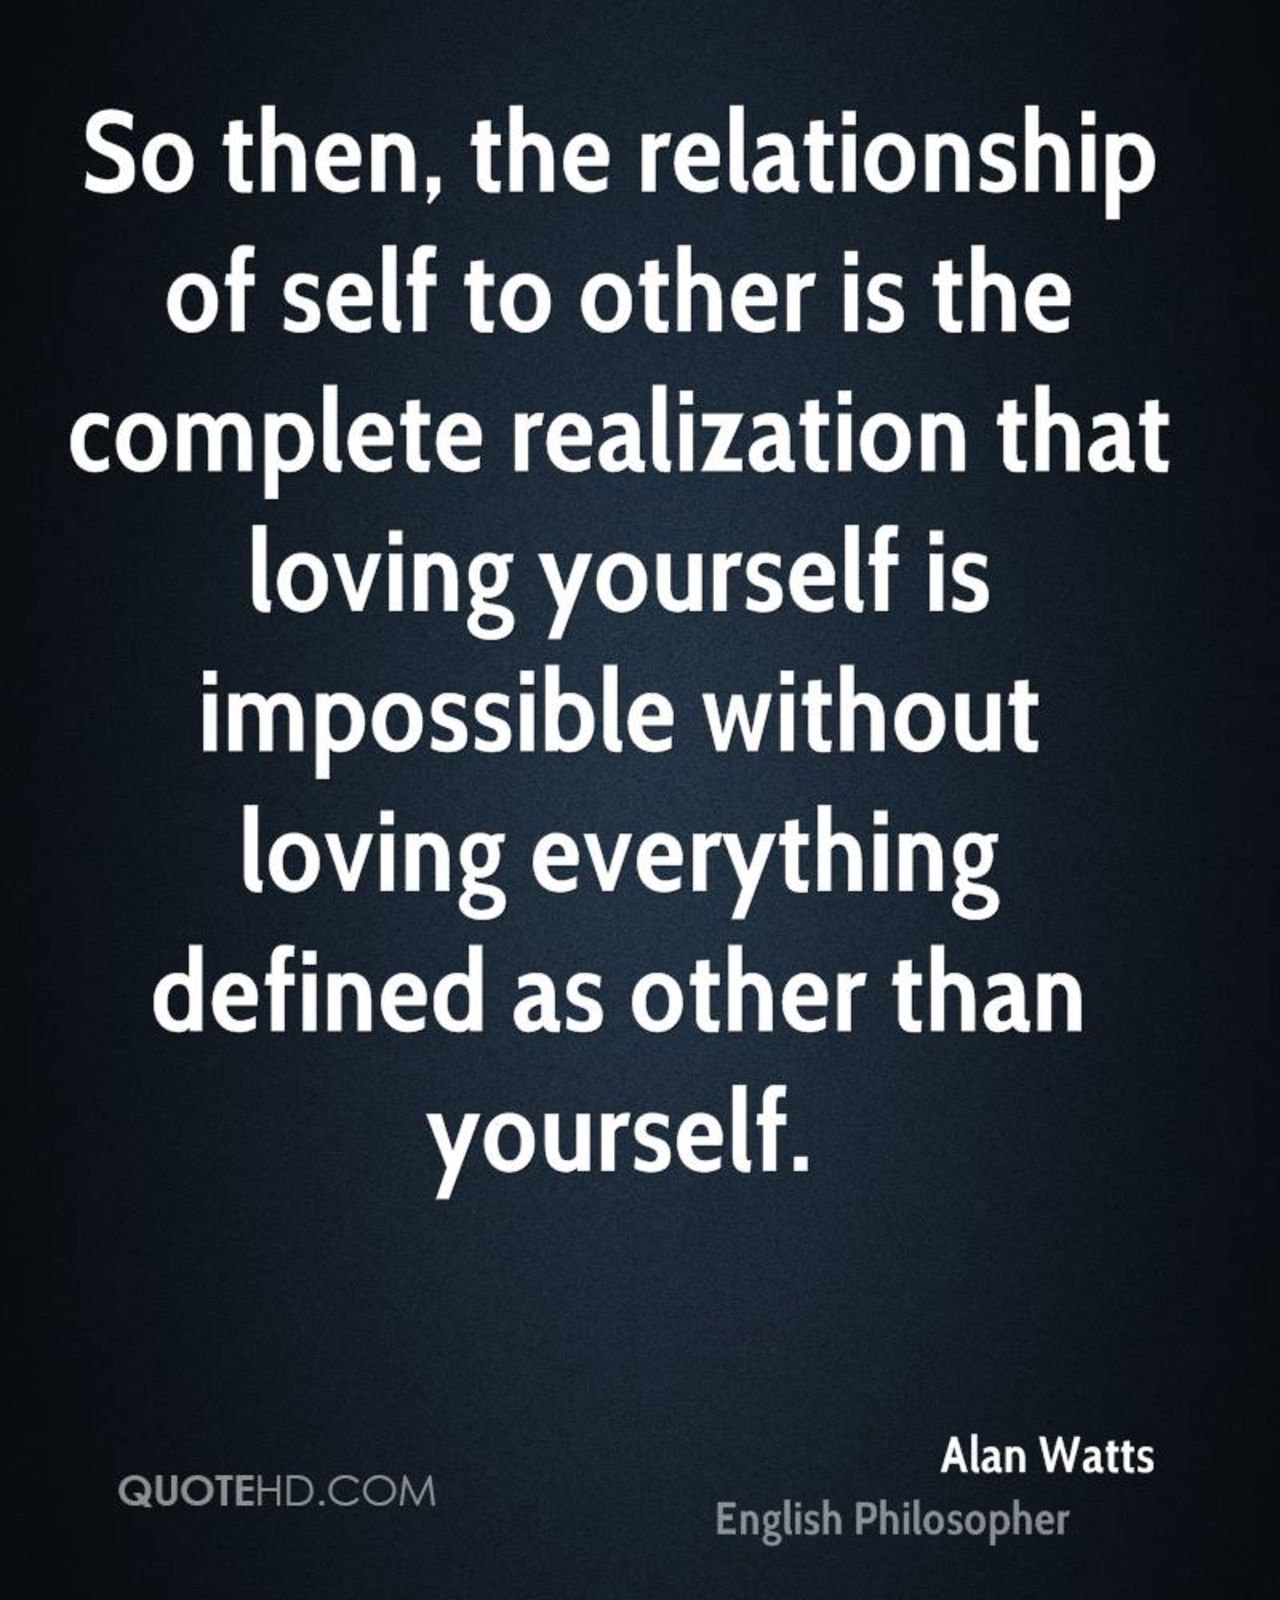 So then, the relationship
of self to other is the
complete realization that
loving yourself is
impossible without
loving everything
defined as other than
yourself.
Alan Watts
QUOTEHD.COM
English Philosopher